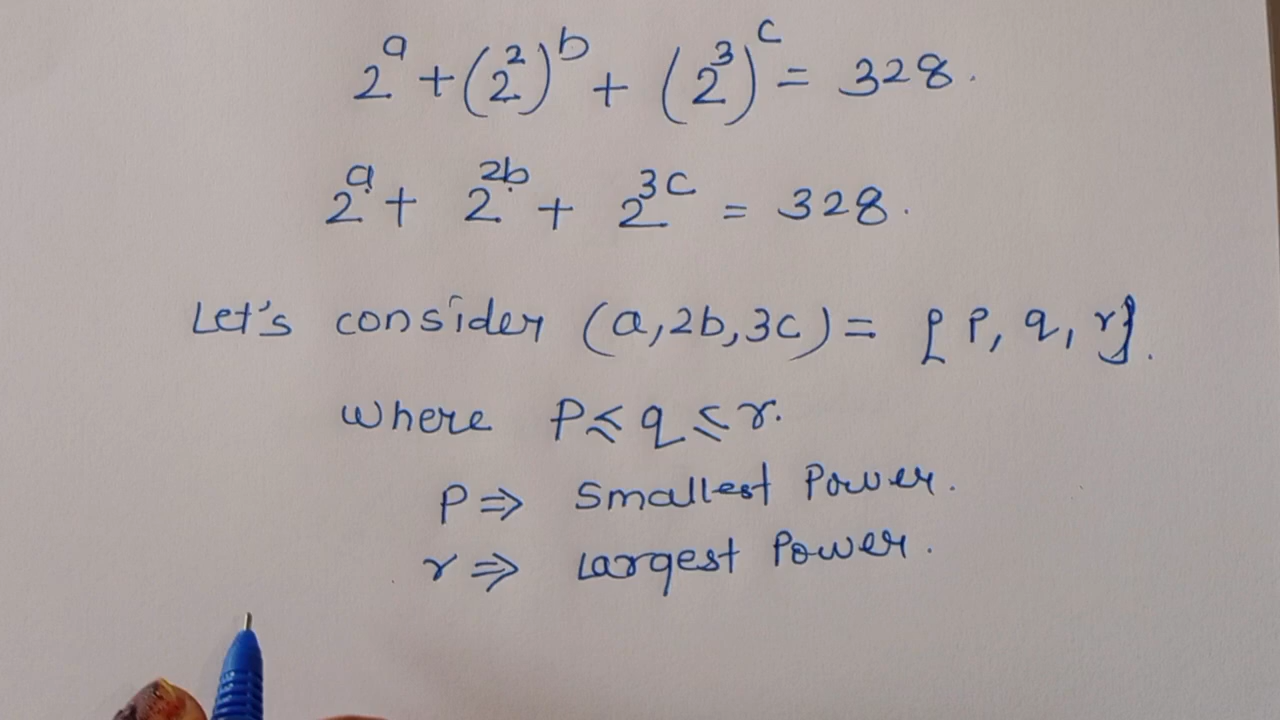 2^a + (2^2)^b + (2^3)^c = 328.
2^a + 2^2b + 2^3c = 328.
Let's consider (a, 2b, 3c) = {P, q, r}.
where P ≤ q ≤ r.
P ⇒ Smallest Power.
r ⇒ Largest Power.